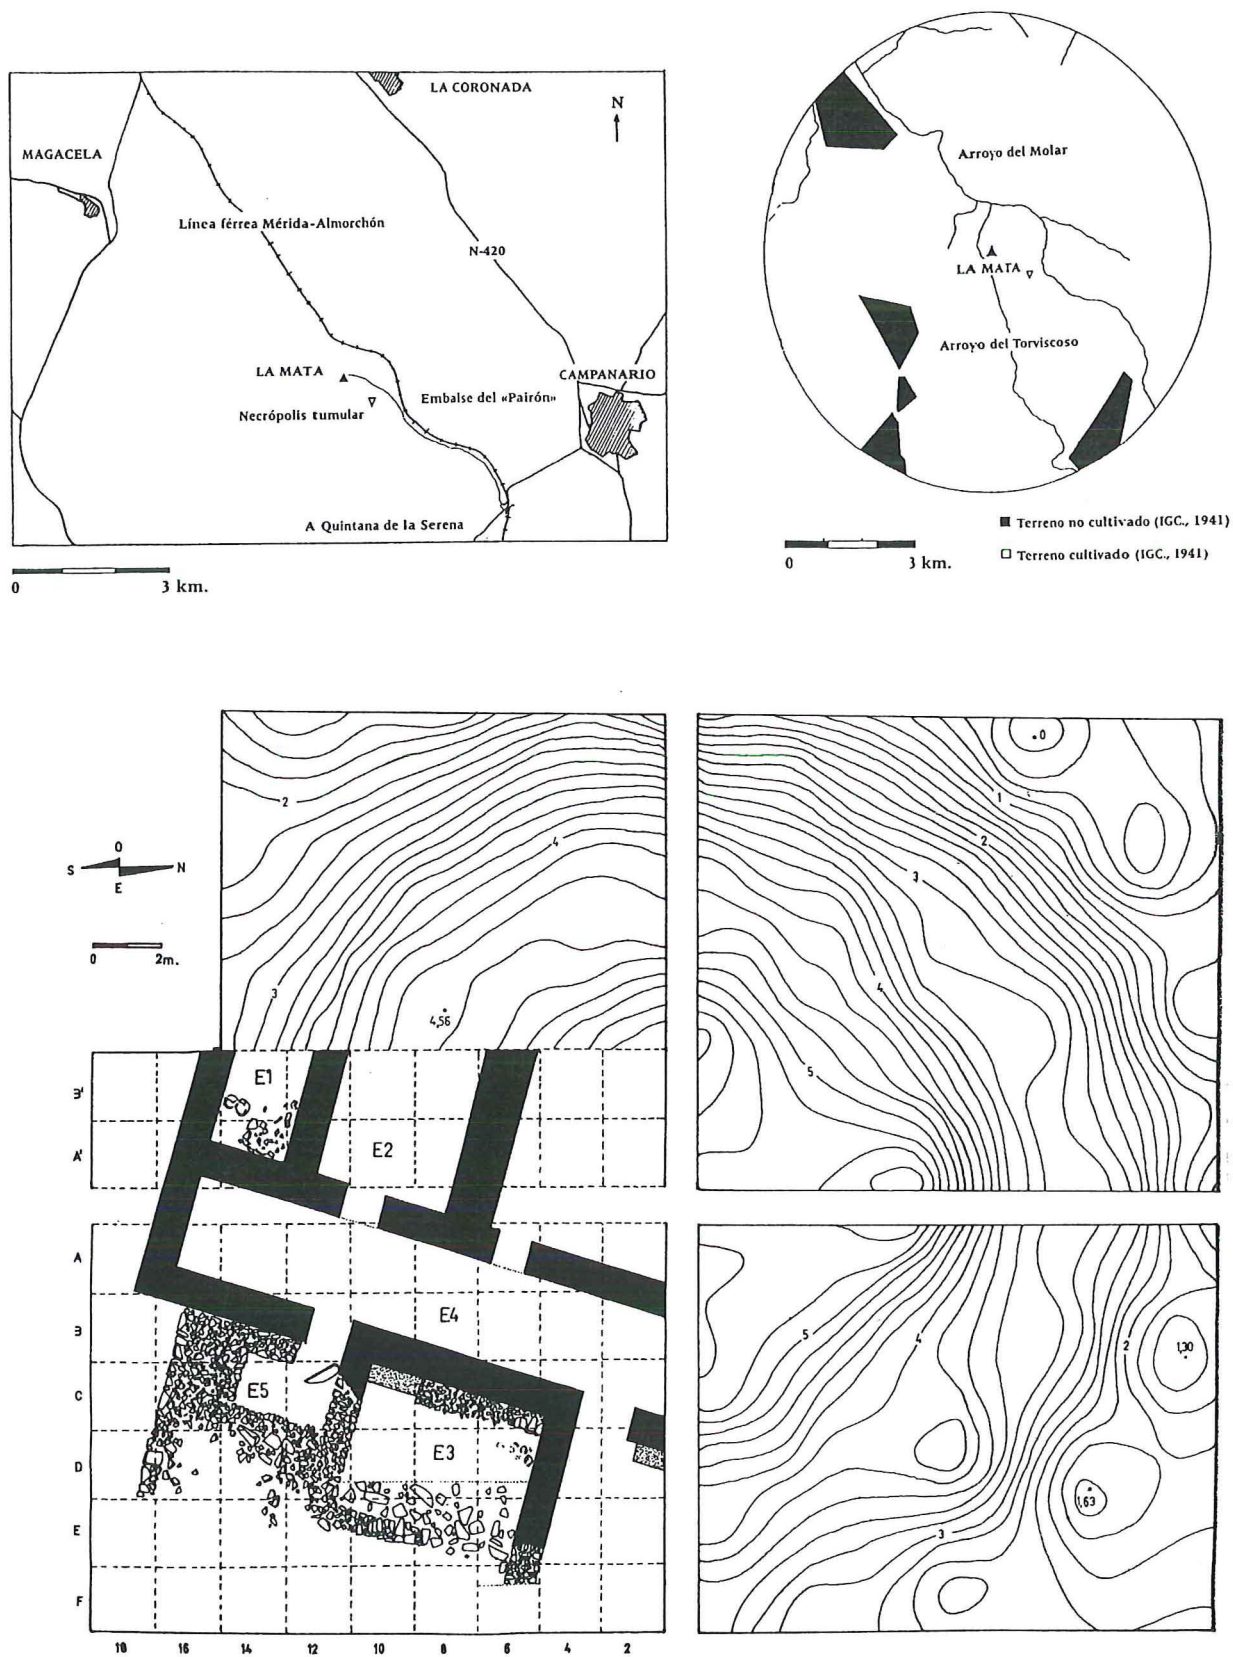 LA CORONADA
N
MAGACELA
Línea férrea Mérida-Almorchón
N-420
LA MATA
CAMPANARIO
Embalse del «Pairón»
Necrópolis tumular
A Quintana de la Serena
0 3 km.
Arroyo del Molar
LA MATA
Arroyo del Torviscoso
Terreno no cultivado (IGC., 1941)
Terreno cultivado (IGC., 1941)
0 3 km.
O
S N
E
0 2m.
2
4
3
4,56
0
1
2
3
4
5
B'
A'
A
B
C
D
E
F
E1
E2
E4
E5
E3
18 16 14 12 10 8 6 4 2
5
4
2
1,30
1,63
3